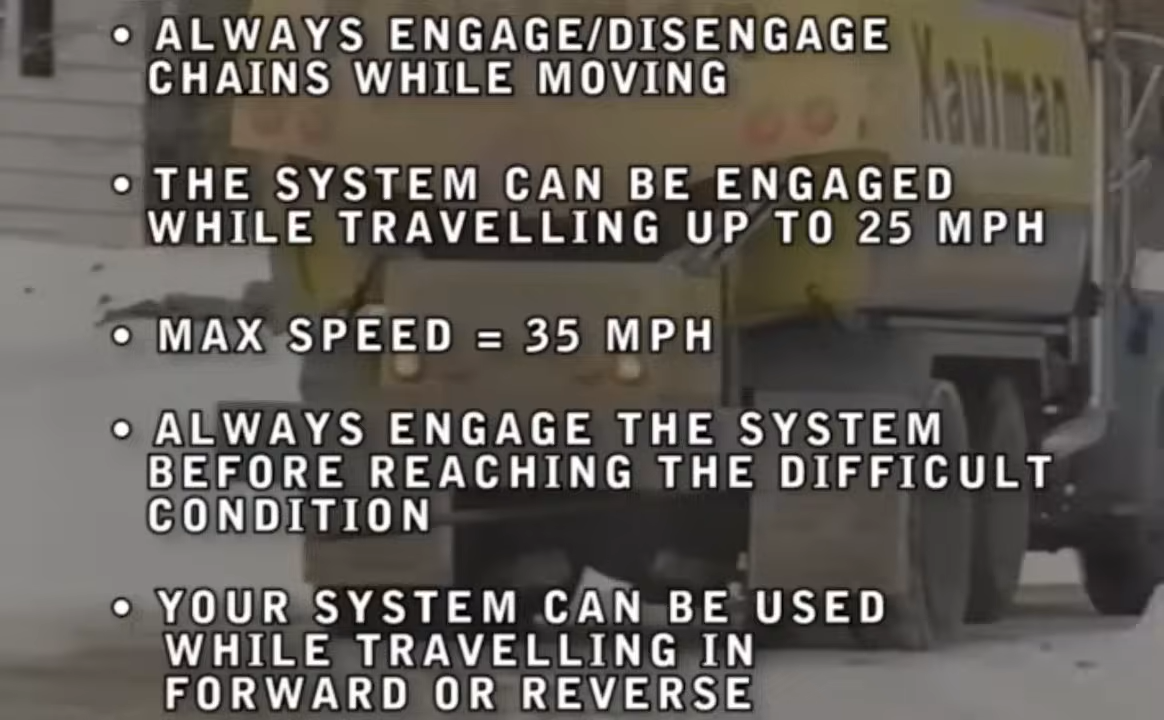 • ALWAYS ENGAGE/DISENGAGE
CHAINS WHILE MOVING
Kaufman
• THE SYSTEM CAN BE ENGAGED
WHILE TRAVELLING UP TO 25 MPH
• MAX SPEED = 35 MPH
• ALWAYS ENGAGE THE SYSTEM
BEFORE REACHING THE DIFFICULT
CONDITION
• YOUR SYSTEM CAN BE USED
WHILE TRAVELLING IN
FORWARD OR REVERSE